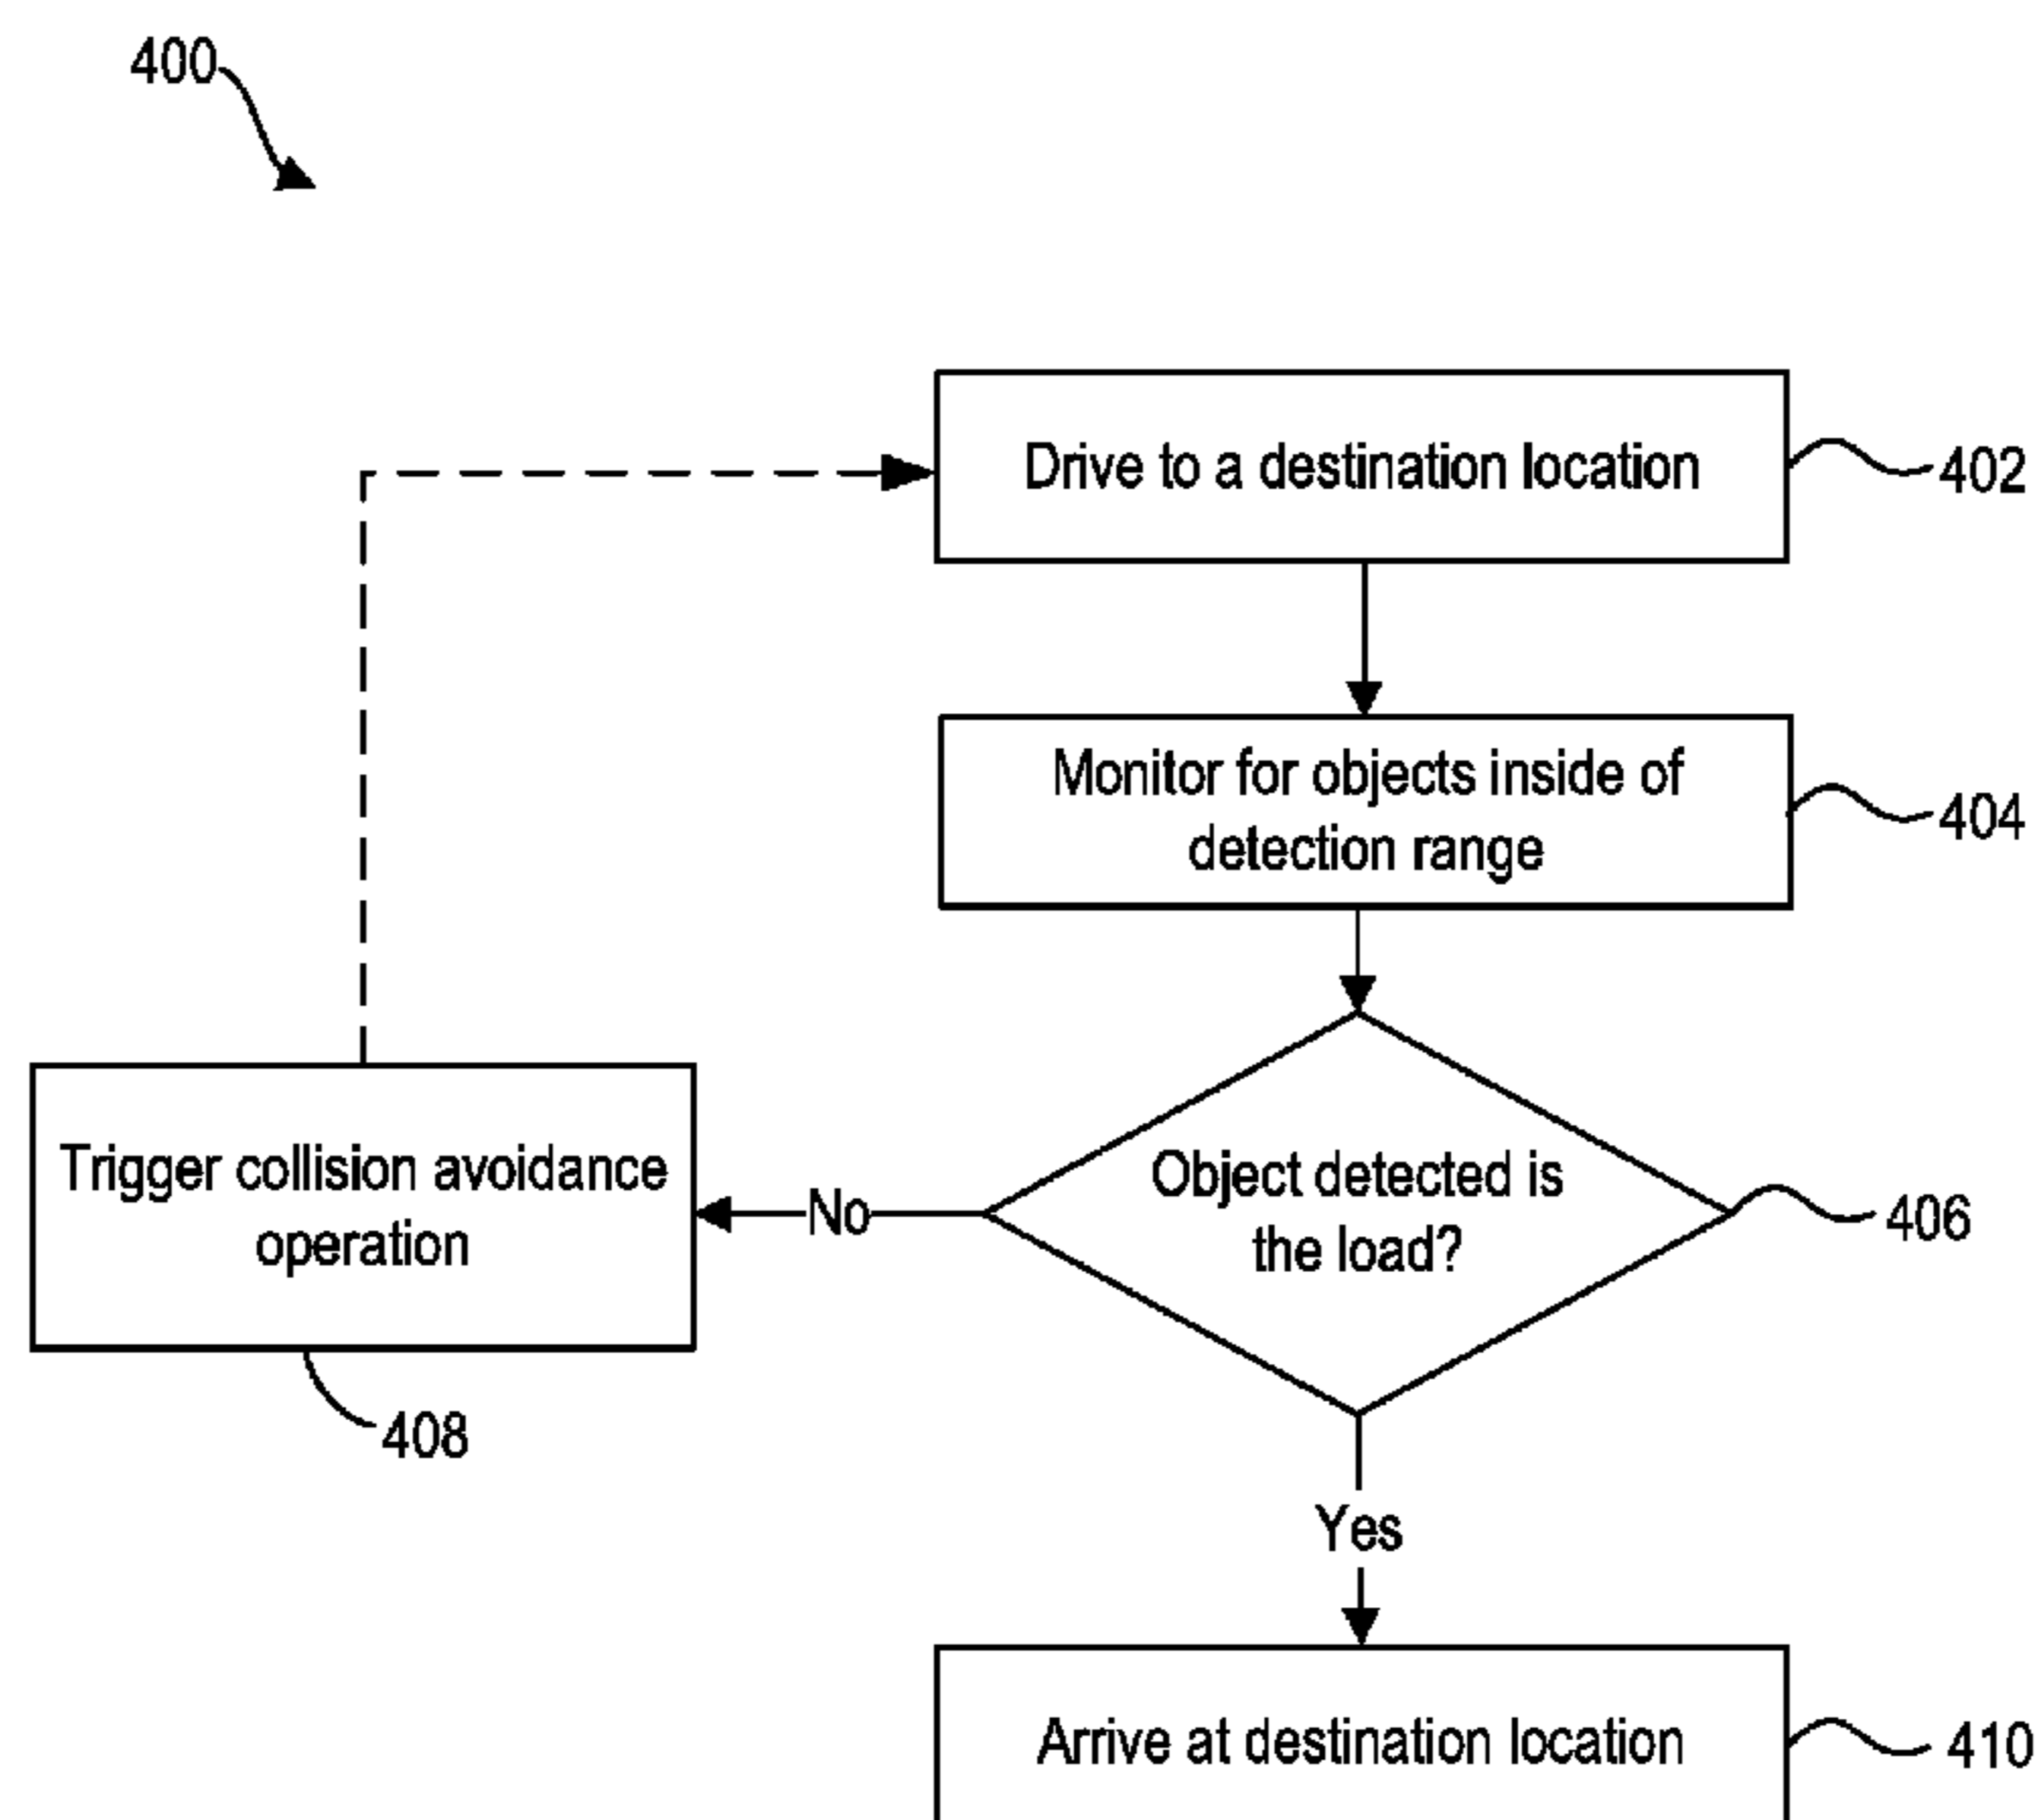 400
Drive to a destination location
402
Monitor for objects inside of
detection range
404
Object detected is
the load?
406
No
Trigger collision avoidance
operation
408
Yes
Arrive at destination location
410